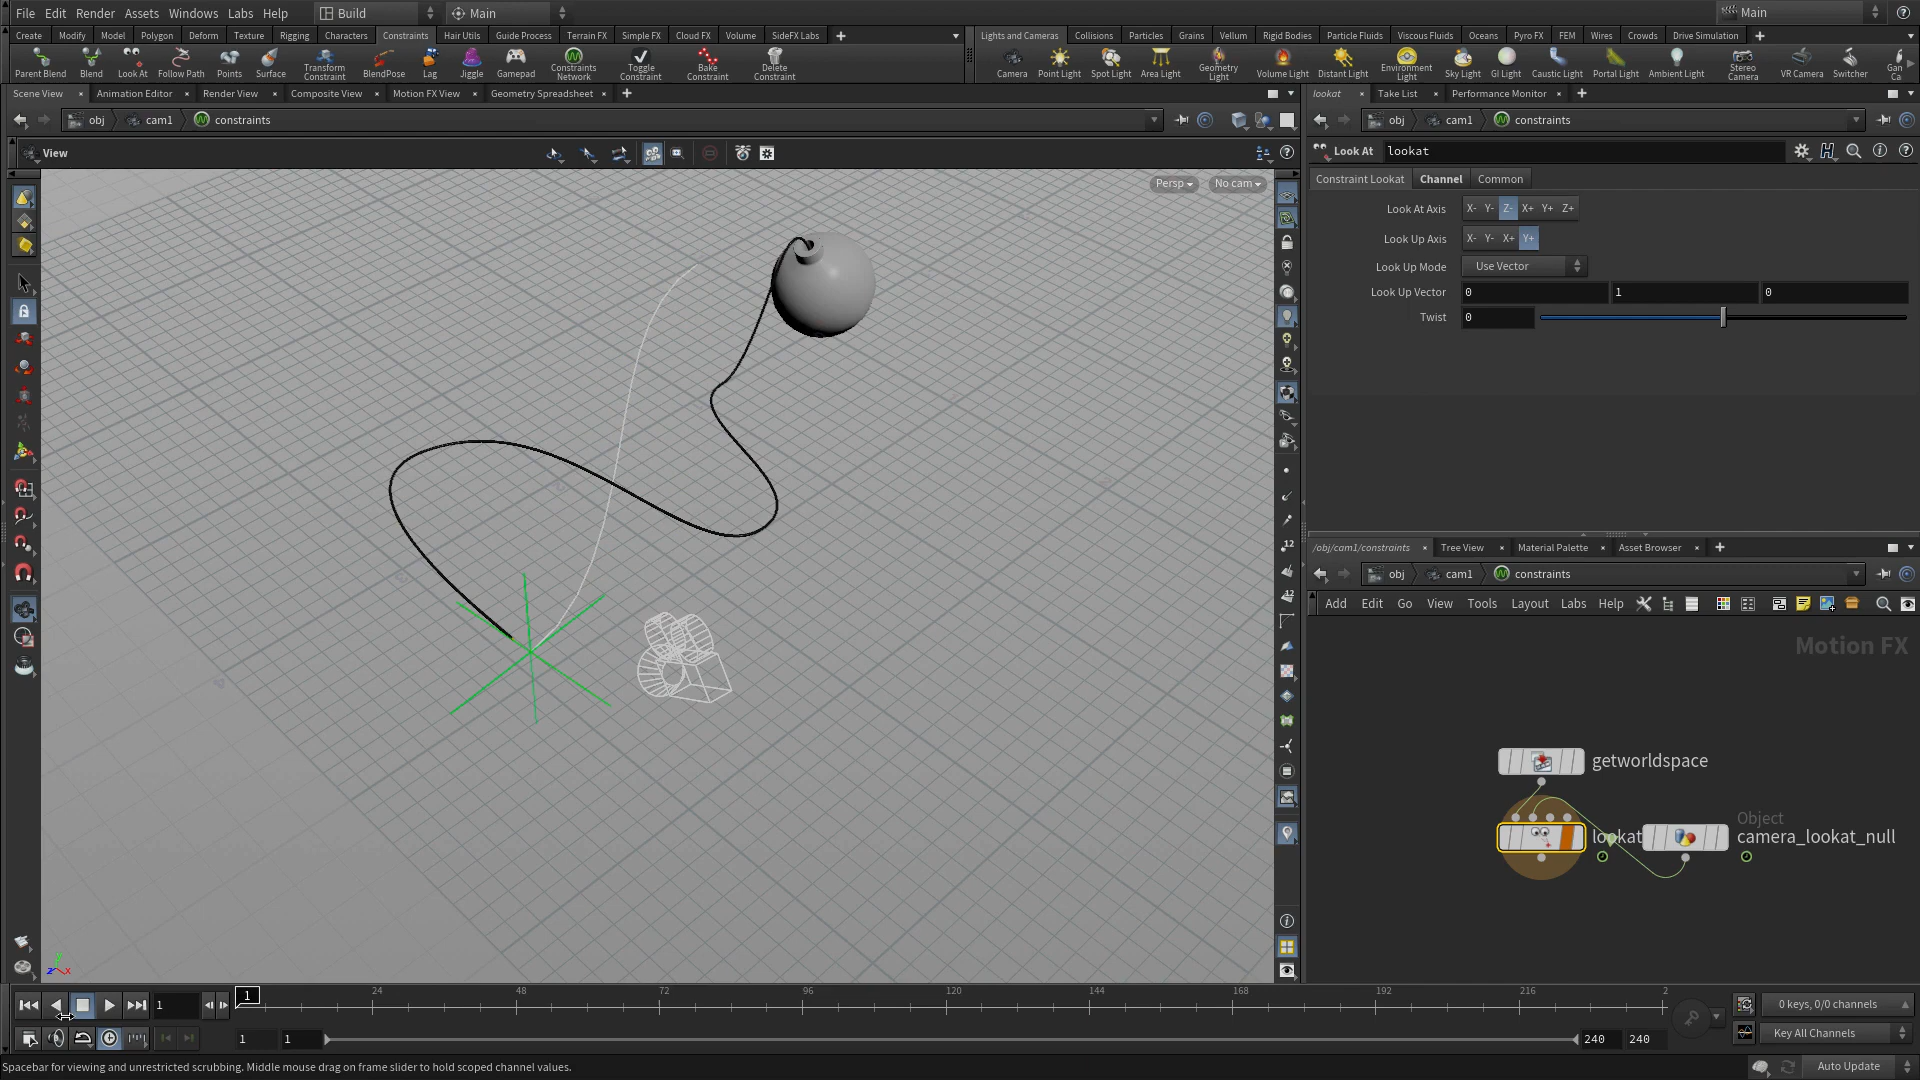 File Edit Render Assets Windows Labs Help Build Main Main
Create Modify Model Polygon Deform Texture Rigging Characters Constraints Hair Utils Guide Process Terrain FX Simple FX Cloud FX Volume SideFX Labs
Lights and Cameras Collisions Particles Grains Vellum Rigid Bodies Particle Fluids Viscous Fluids Oceans Pyro FX FEM Wires Crowds Drive Simulation
Parent Blend Blend Look At Follow Path Points Surface Transform Constraint BlendPose Lag Jiggle Gamepad Constraints Network Toggle Constraint Bake Constraint Delete Constraint
Camera Point Light Spot Light Area Light Geometry Light Volume Light Distant Light Environment Light Sky Light GI Light Caustic Light Portal Light Ambient Light Stereo Camera VR Camera Switcher Gan Ca
Scene View Animation Editor Render View Composite View Motion FX View Geometry Spreadsheet
lookat Take List Performance Monitor
obj cam1 constraints
obj cam1 constraints
View
Look At lookat
Persp No cam
Constraint Lookat Channel Common
Look At Axis X- Y- Z- X+ Y+ Z+
Look Up Axis X- Y- X+ Y+
Look Up Mode Use Vector
Look Up Vector 0 1 0
Twist 0
12
12
/obj/cam1/constraints Tree View Material Palette Asset Browser
obj cam1 constraints
Add Edit Go View Tools Layout Labs Help
Motion FX
getworldspace
Object
lookat camera_lookat_null
y
z x
1 1 24 48 72 96 120 144 168 192 216 2
0 keys, 0/0 channels
1 1 240 240
Key All Channels
Spacebar for viewing and unrestricted scrubbing. Middle mouse drag on frame slider to hold scoped channel values.
Auto Update